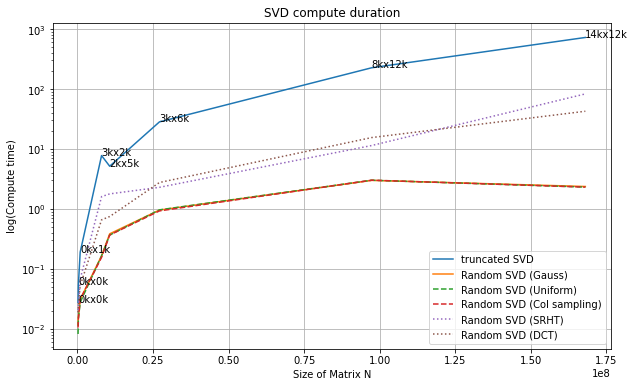 SVD compute duration
log(Compute time)
10³
10²
10¹
10⁰
10⁻¹
10⁻²
14kx12k
8kx12k
3kx6k
3kx2k
2kx5k
0kx1k
0kx0k
0kx0k
truncated SVD
Random SVD (Gauss)
Random SVD (Uniform)
Random SVD (Col sampling)
Random SVD (SRHT)
Random SVD (DCT)
0.00 0.25 0.50 0.75 1.00 1.25 1.50 1.75
1e8
Size of Matrix N